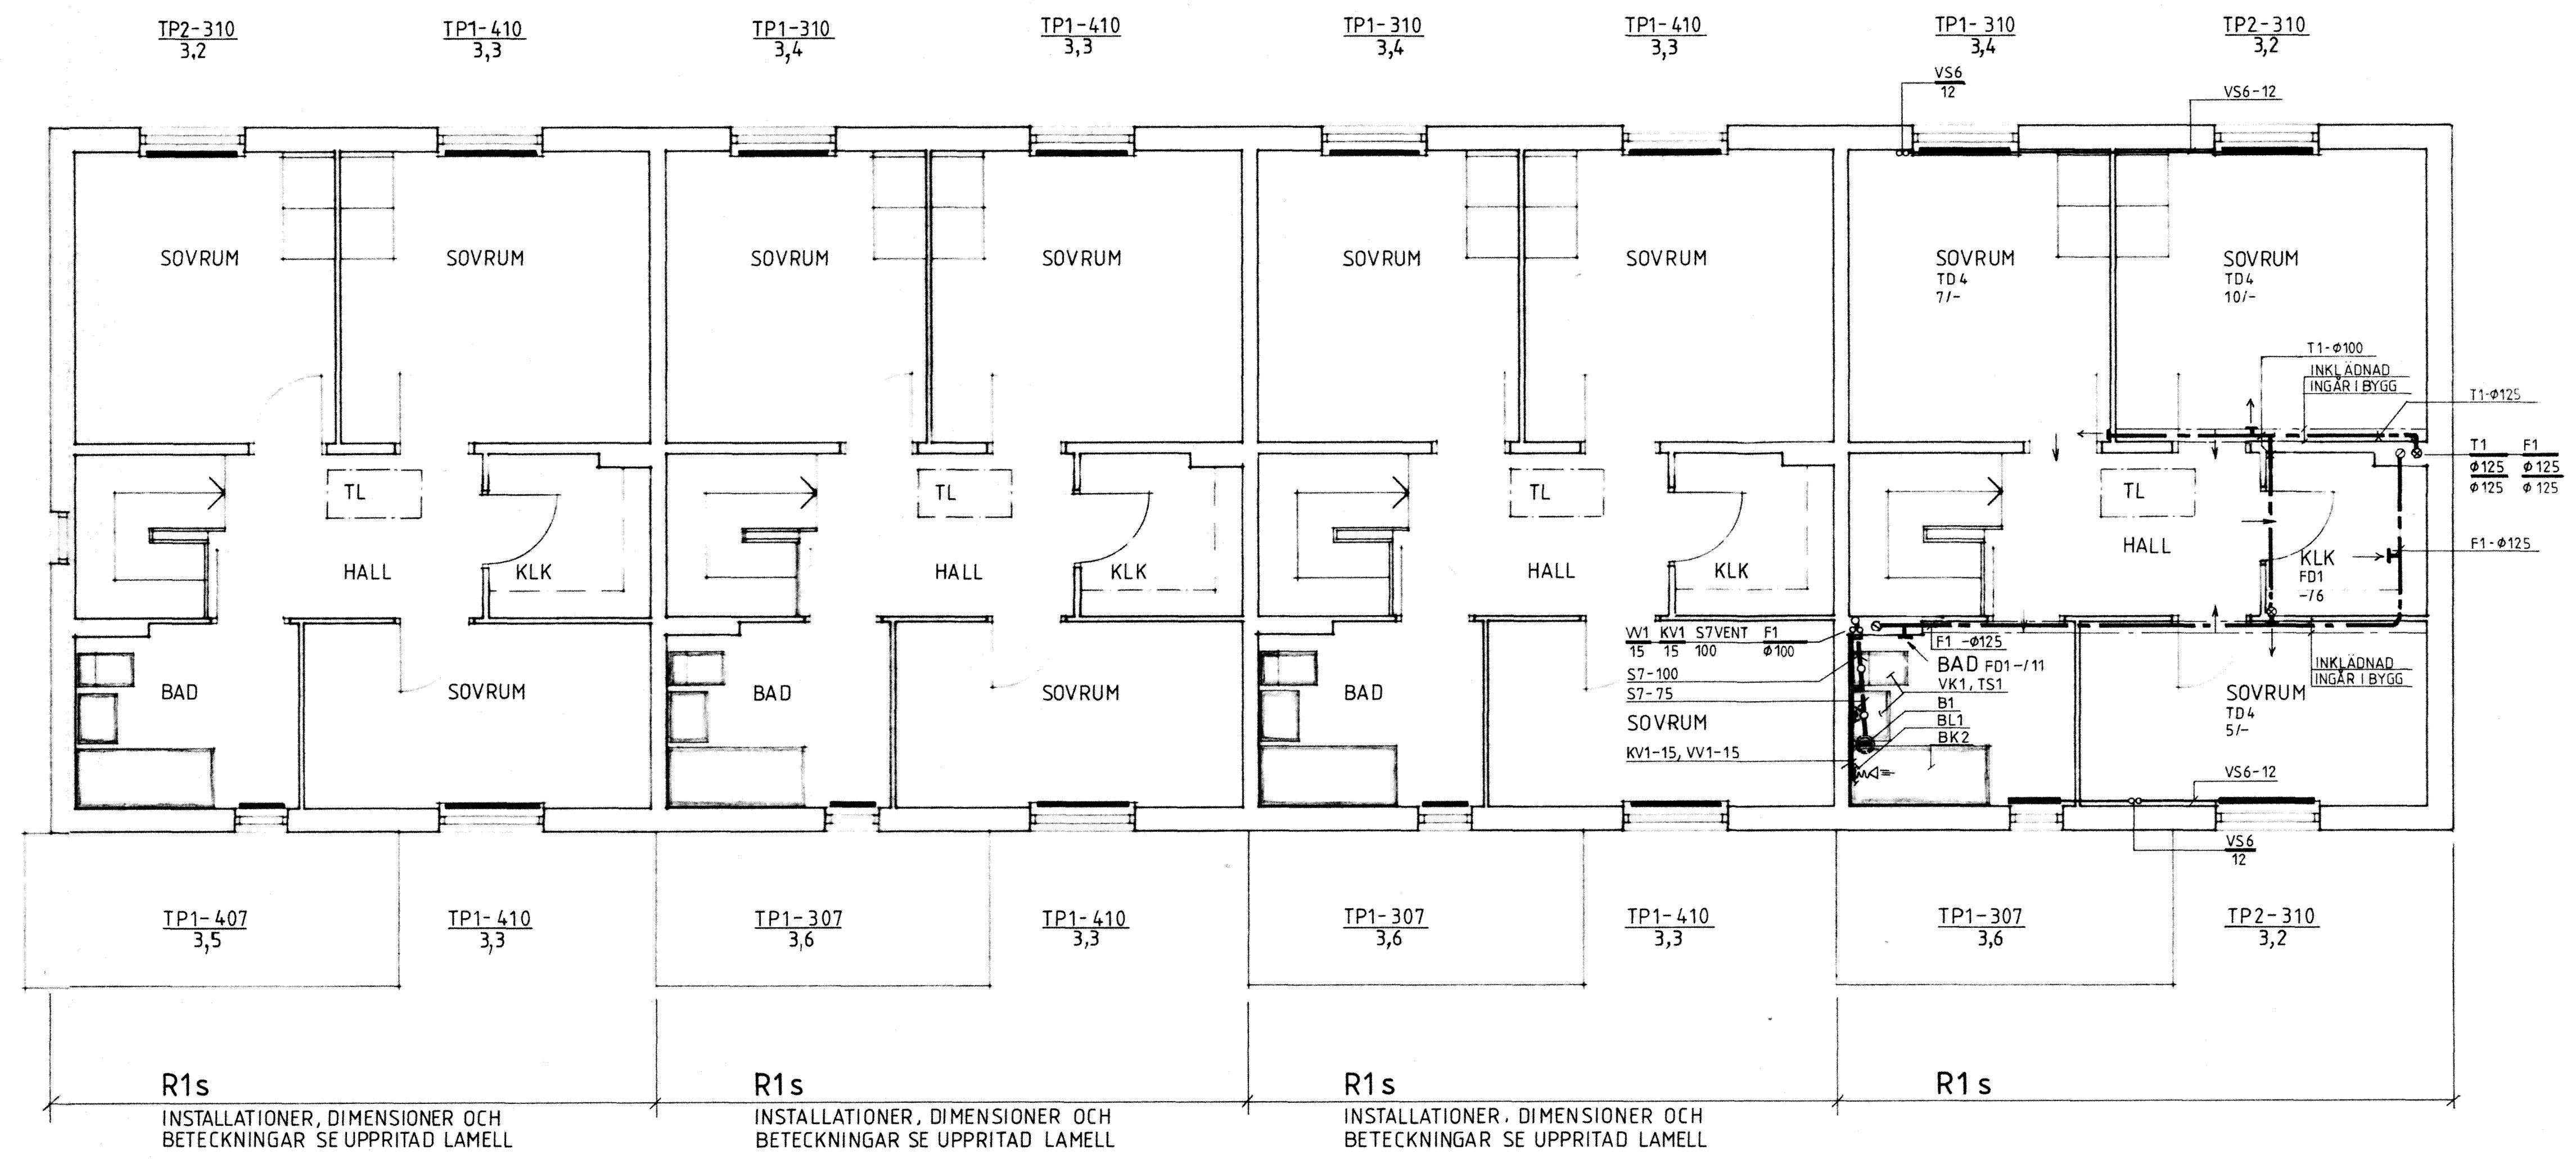 TP2-310
3,2
TP1-410
3,3
TP1-310
3,4
TP1-410
3,3
TP1-310
3,4
TP1-410
3,3
TP1-310
3,4
TP2-310
3,2
VS6
12
VS6-12
SOVRUM
SOVRUM
SOVRUM
SOVRUM
SOVRUM
SOVRUM
SOVRUM
TD4
7/-
SOVRUM
TD4
10/-
T1-Ø100
INKLÄDNAD
INGÅR I BYGG
T1-Ø125
T1
Ø125
Ø125
F1
Ø125
Ø125
F1-Ø125
TL
HALL
KLK
TL
HALL
KLK
TL
HALL
KLK
TL
HALL
KLK
FD1
-/6
VV1
15
KV1
15
S7VENT
100
F1
Ø100
S7-100
S7-75
KV1-15, VV1-15
F1 -Ø125
BAD FD1-/11
VK1, TS1
B1
BL1
BK2
INKLÄDNAD
INGÅR I BYGG
BAD
SOVRUM
BAD
SOVRUM
BAD
SOVRUM
SOVRUM
TD4
5/-
VS6-12
VS6
12
TP1-407
3,5
TP1-410
3,3
TP1-307
3,6
TP1-410
3,3
TP1-307
3,6
TP1-410
3,3
TP1-307
3,6
TP2-310
3,2
R1s
INSTALLATIONER, DIMENSIONER OCH
BETECKNINGAR SE UPPRITAD LAMELL
R1s
INSTALLATIONER, DIMENSIONER OCH
BETECKNINGAR SE UPPRITAD LAMELL
R1s
INSTALLATIONER, DIMENSIONER OCH
BETECKNINGAR SE UPPRITAD LAMELL
R1s